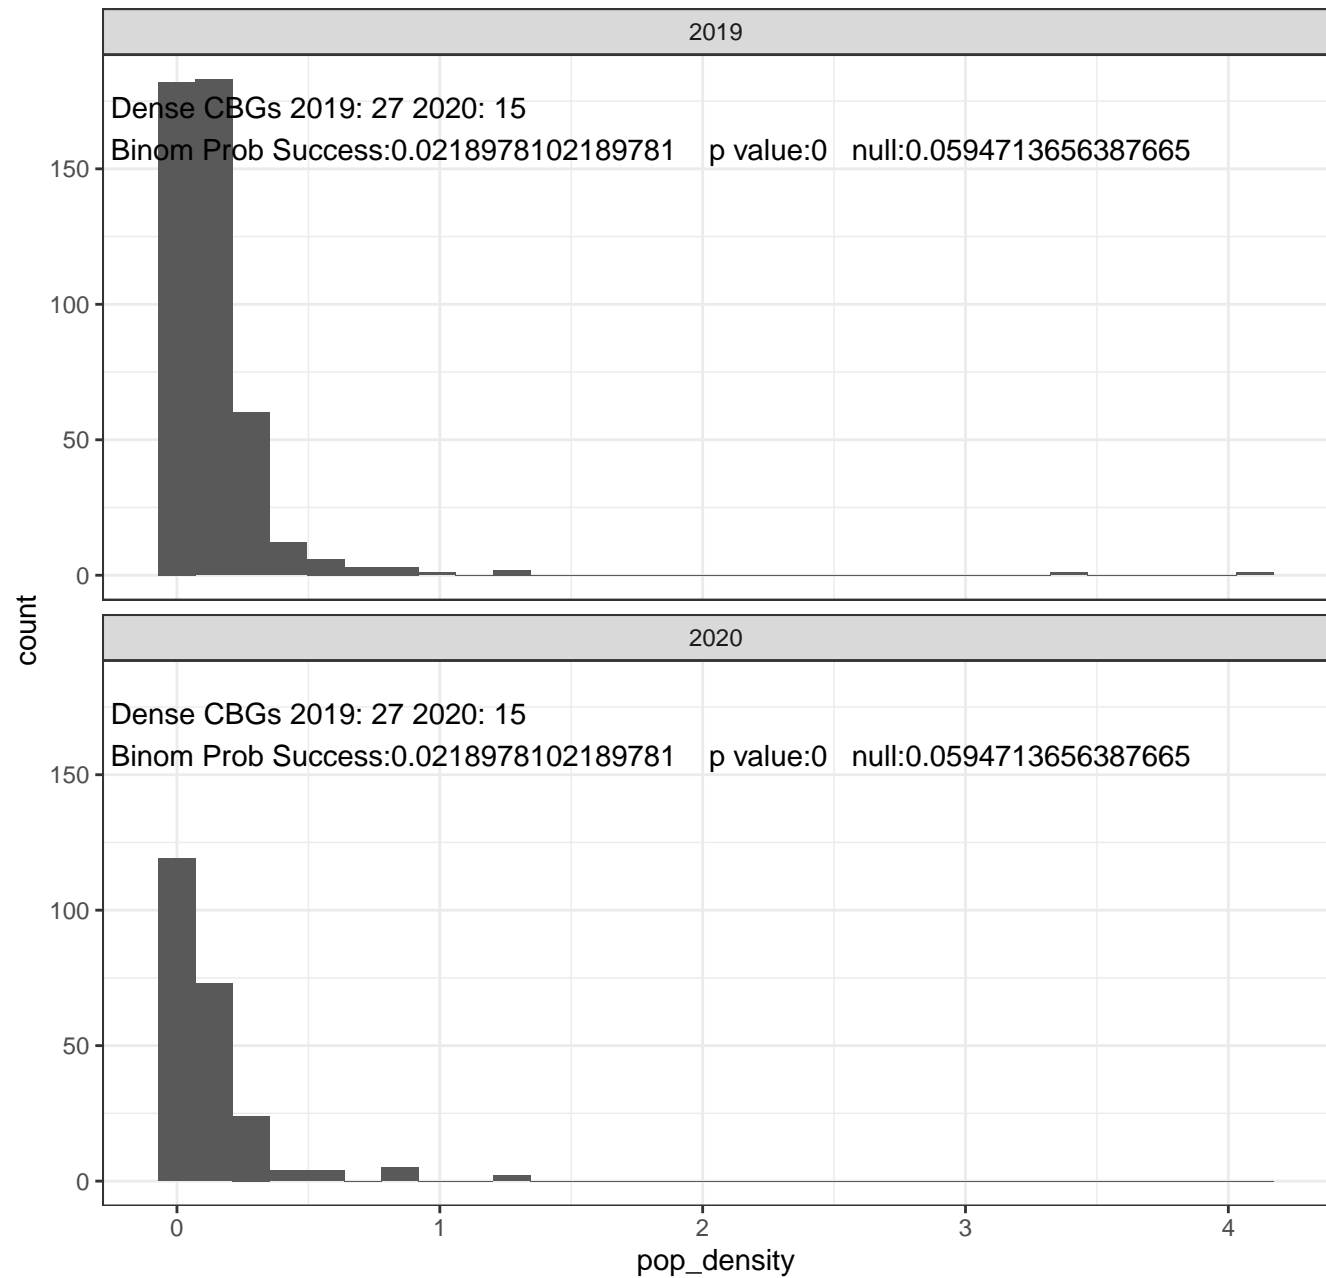 2019
Dense CBGs 2019: 27 2020: 15
Binom Prob Success:0.0218978102189781 p value:0 null:0.0594713656387665
150
100
50
0
count
2020
Dense CBGs 2019: 27 2020: 15
Binom Prob Success:0.0218978102189781 p value:0 null:0.0594713656387665
150
100
50
0
0 1 2 3 4
pop_density